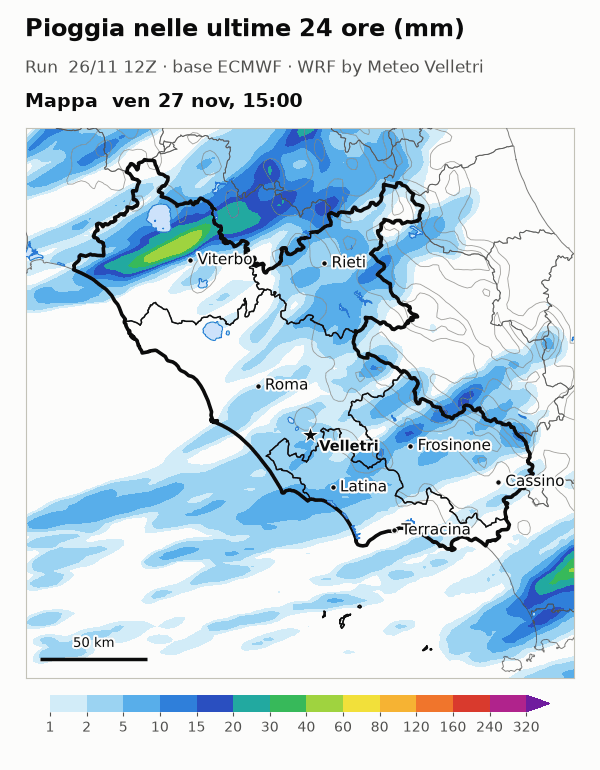 Pioggia nelle ultime 24 ore (mm)
Run 26/11 12Z · base ECMWF · WRF by Meteo Velletri
Mappa ven 27 nov, 15:00
Viterbo
Rieti
Roma
Velletri
Frosinone
Latina
Cassino
Terracina
50 km
1 2 5 10 15 20 30 40 60 80 120 160 240 320